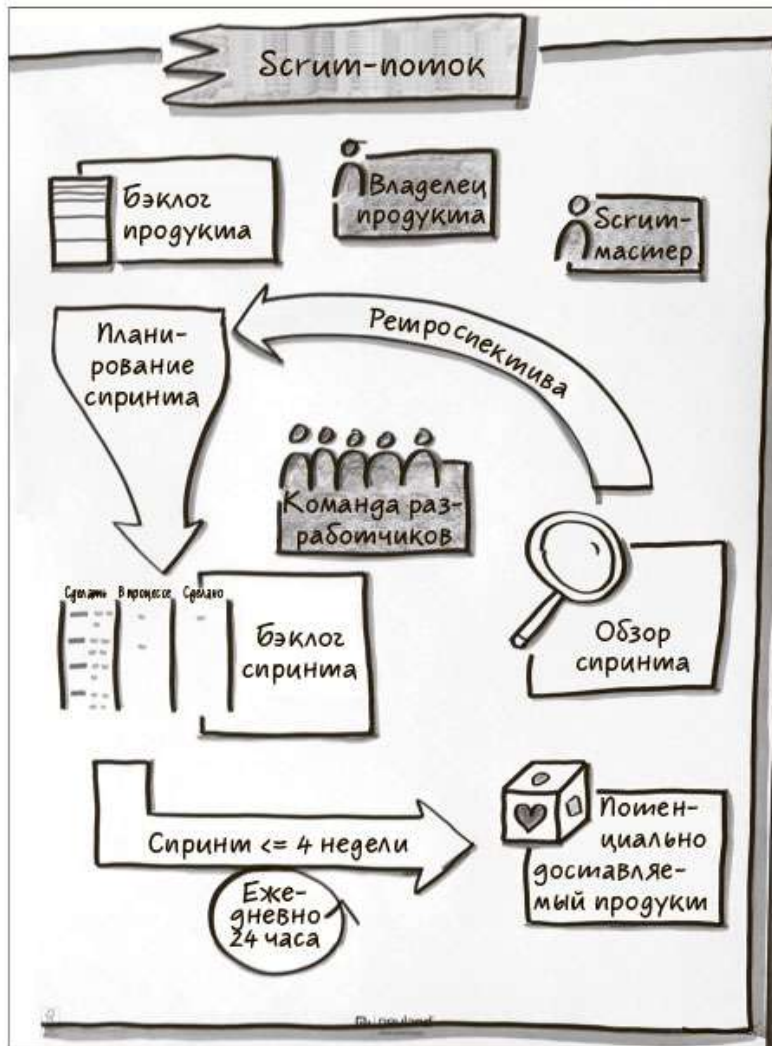 Scrum-поток
Бэклог
продукта
Владелец
продукта
Scrum-
мастер
Плани-
рование
спринта
Ретроспектива
Команда раз-
работчиков
Сделать
В процессе
Сделано
Бэклог
спринта
Обзор
спринта
Спринт <= 4 недели
Еже-
дневно
24 часа
Потен-
циально
доставляе-
мый продукт